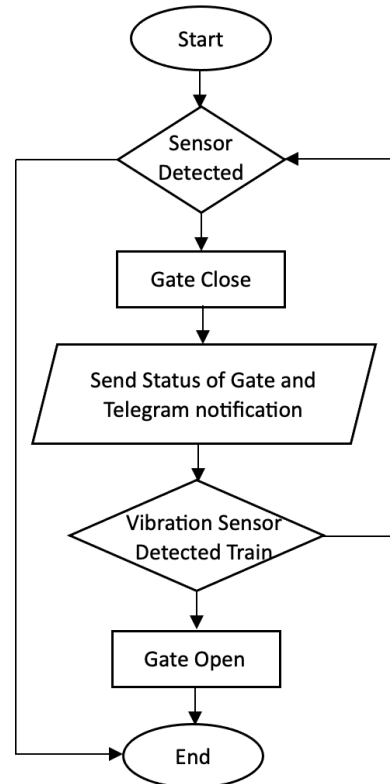 Start
Sensor
Detected
Gate Close
Send Status of Gate and
Telegram notification
Vibration Sensor
Detected Train
Gate Open
End